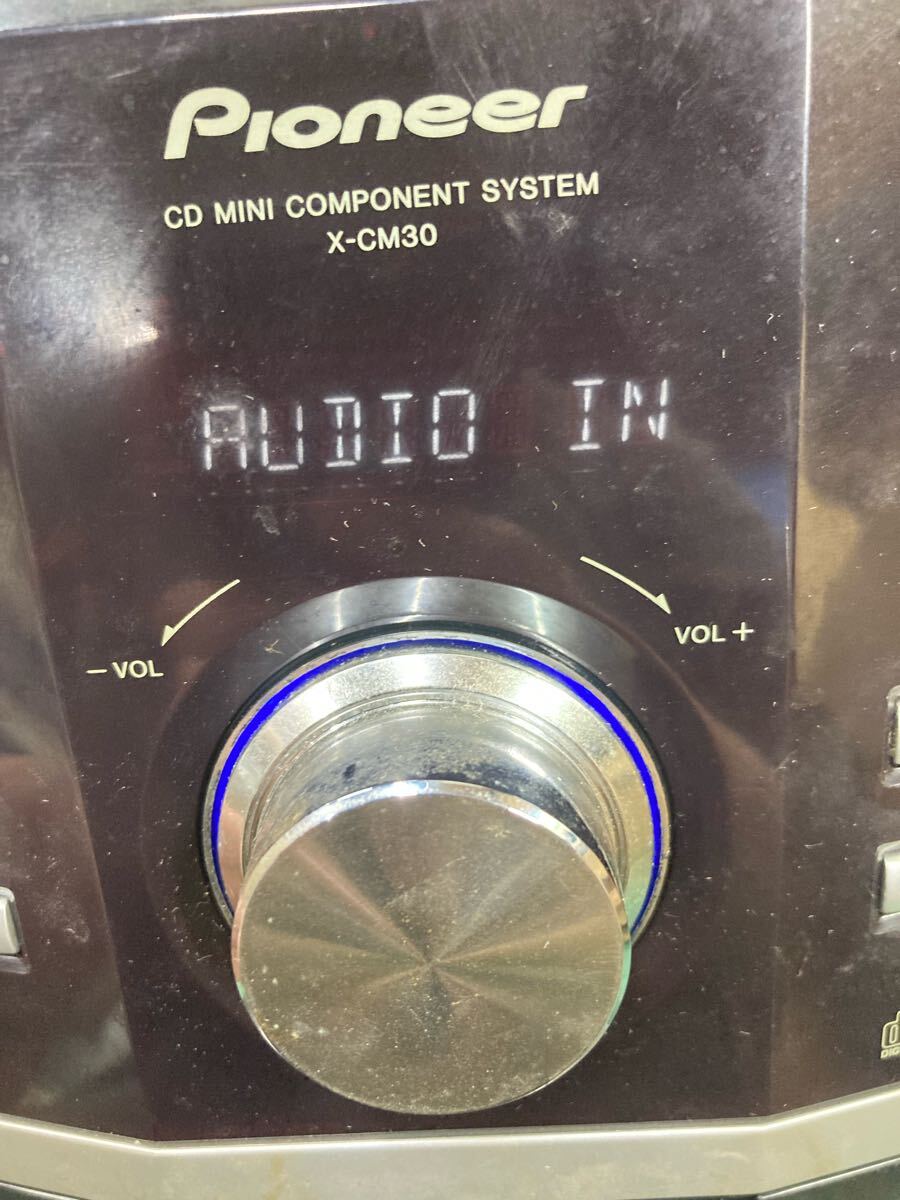 Pioneer
CD MINI COMPONENT SYSTEM
X-CM30
AUDIO IN
− VOL
VOL +